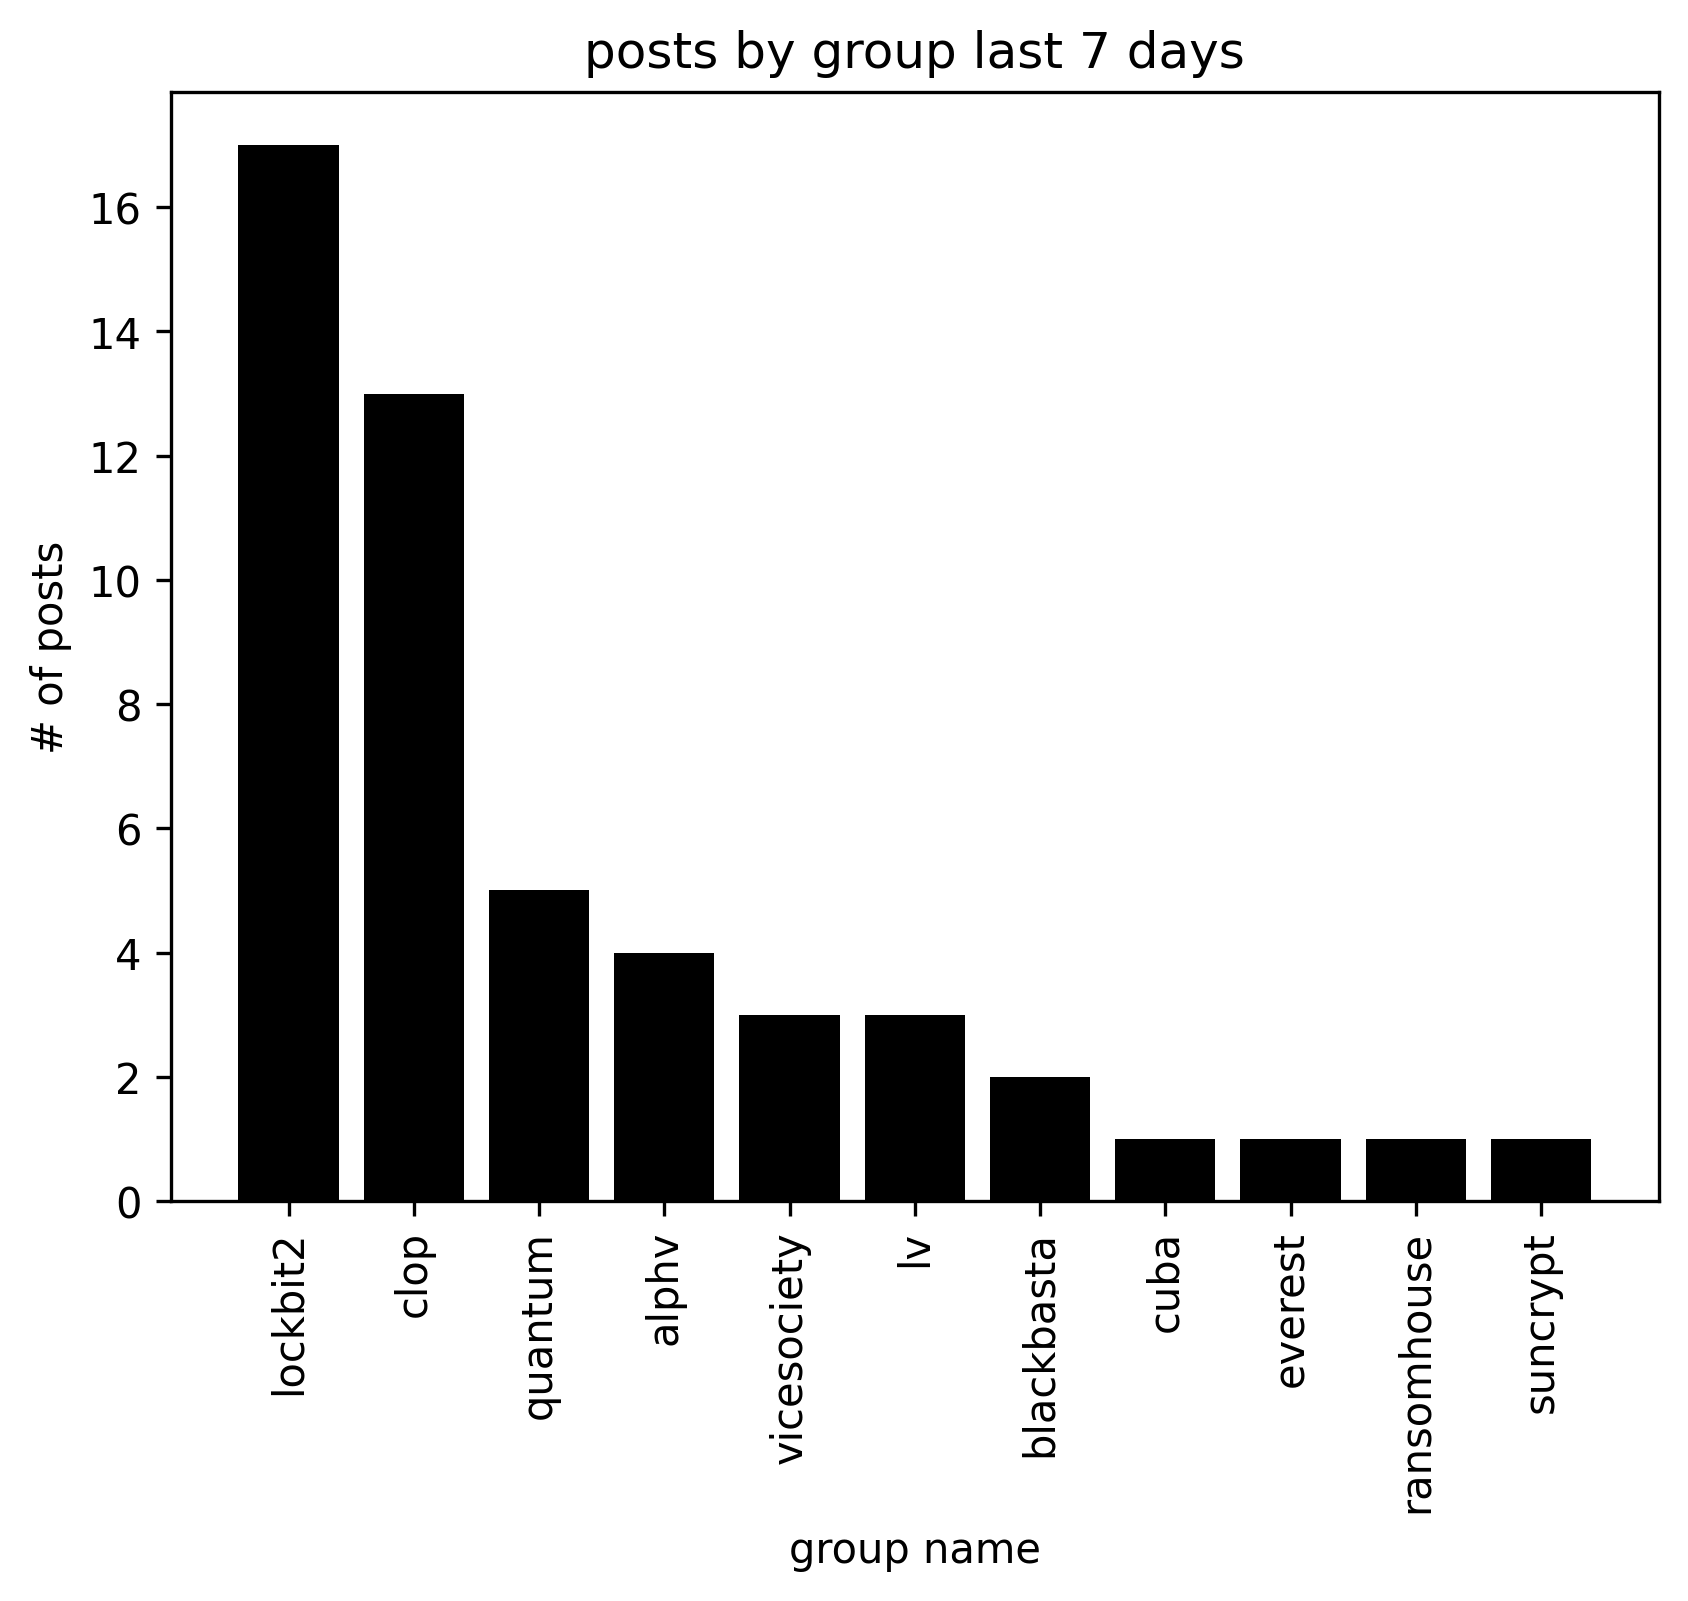 posts by group last 7 days
# of posts
16
14
12
10
8
6
4
2
0
lockbit2
clop
quantum
alphv
vicesociety
lv
blackbasta
cuba
everest
ransomhouse
suncrypt
group name